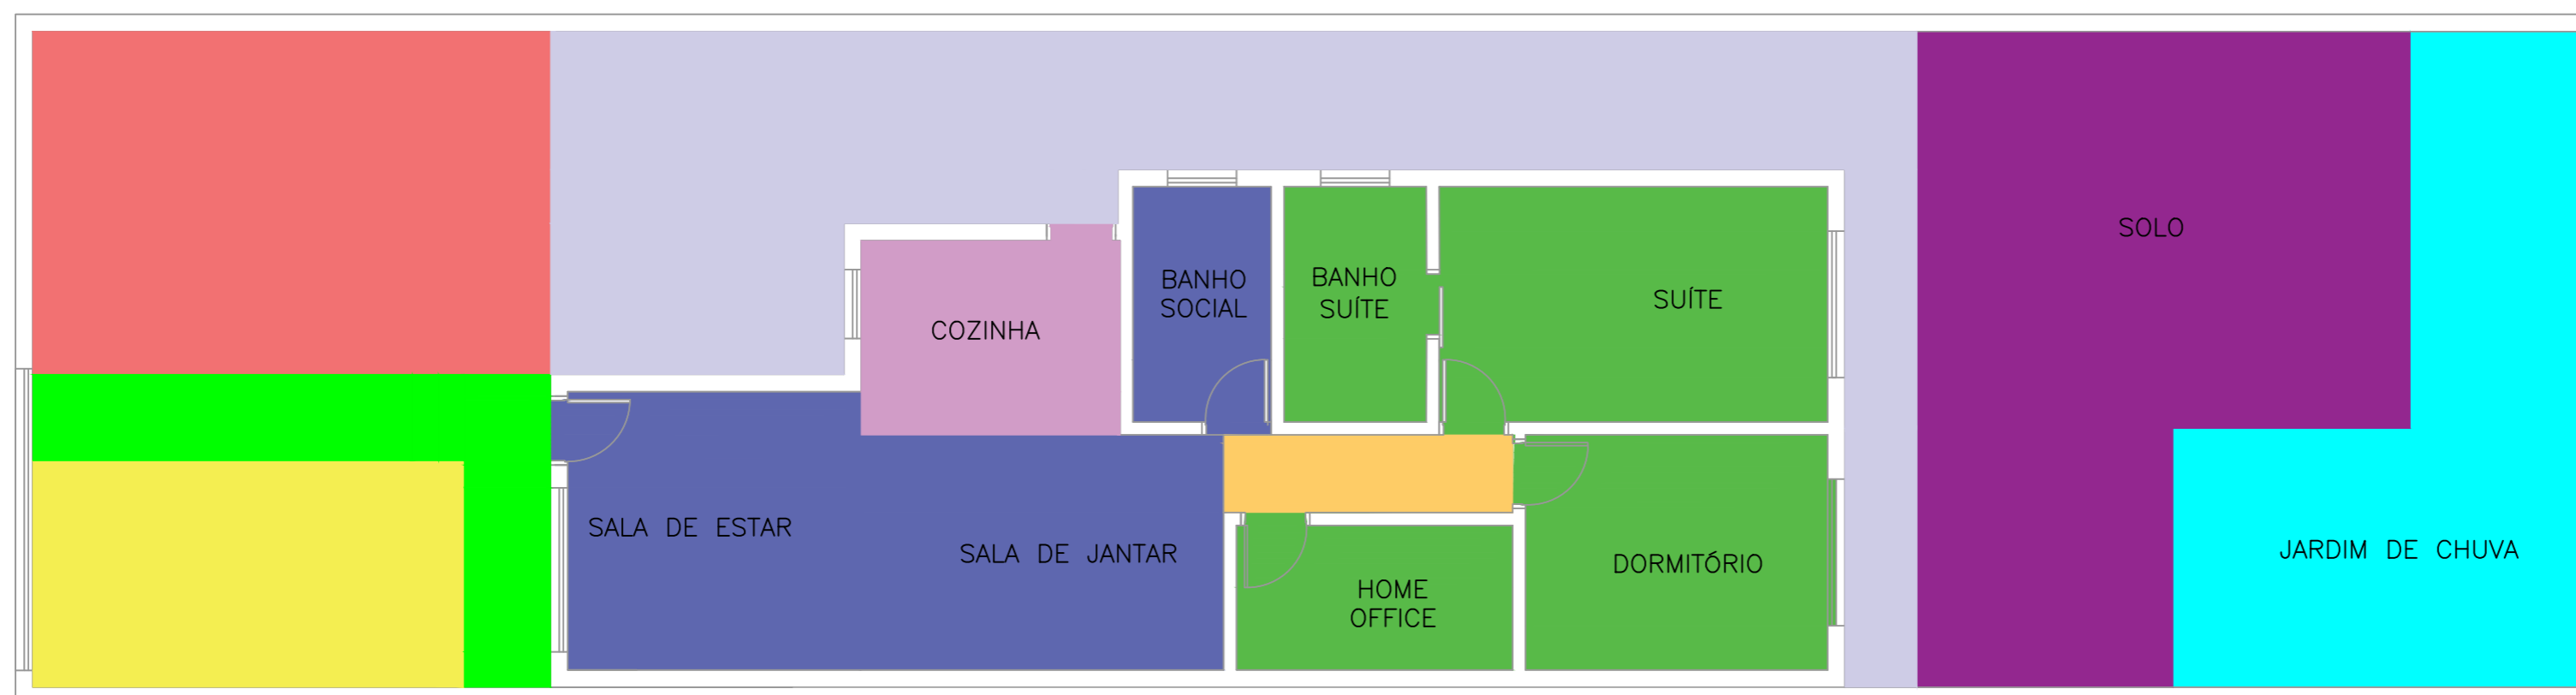 SOLO
BANHO
SOCIAL
BANHO
SUÍTE
SUÍTE
COZINHA
SALA DE ESTAR
SALA DE JANTAR
HOME
OFFICE
DORMITÓRIO
JARDIM DE CHUVA